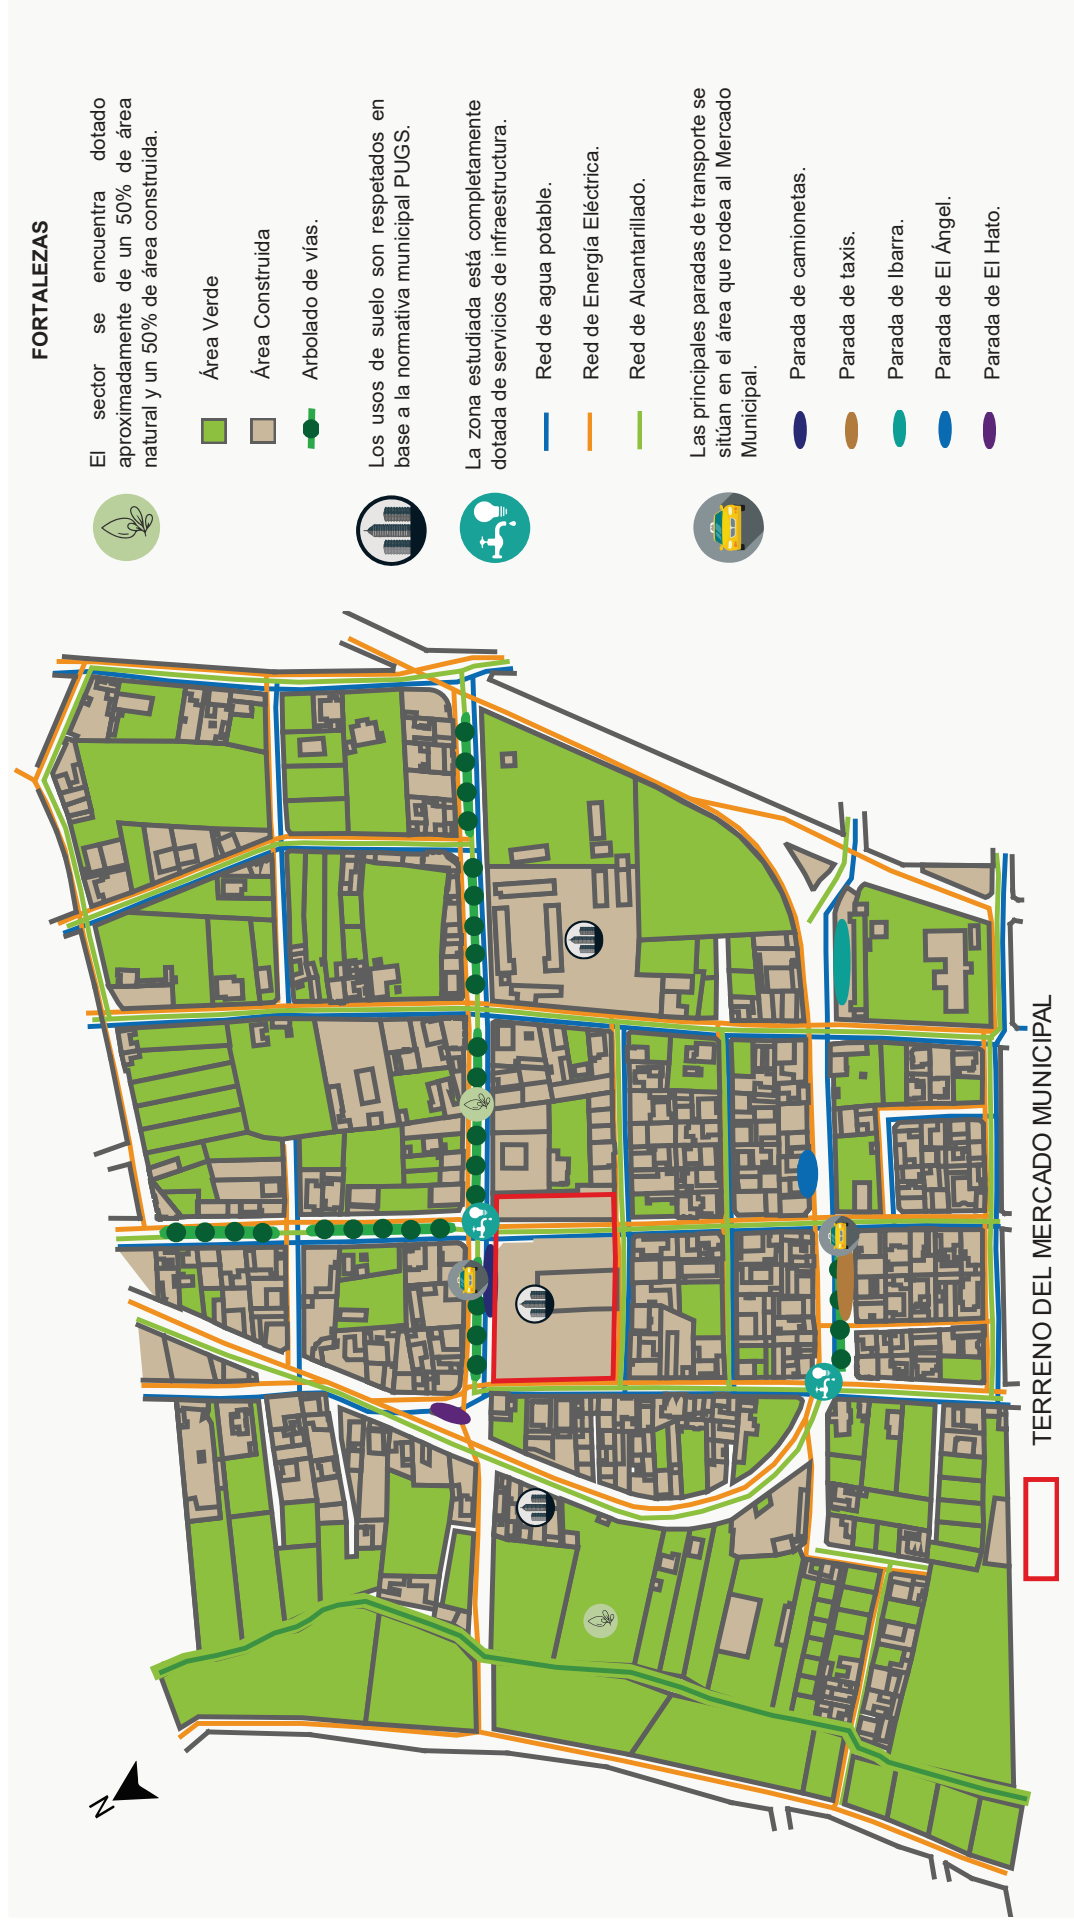 FORTALEZAS
El sector se encuentra dotado
aproximadamente de un 50% de área
natural y un 50% de área construida.
Área Verde
Área Construida
Arbolado de vías.
Los usos de suelo son respetados en
base a la normativa municipal PUGS.
La zona estudiada está completamente
dotada de servicios de infraestructura.
Red de agua potable.
Red de Energía Eléctrica.
Red de Alcantarillado.
Las principales paradas de transporte se
sitúan en el área que rodea al Mercado
Municipal.
Parada de camionetas.
Parada de taxis.
Parada de Ibarra.
Parada de El Ángel.
Parada de El Hato.
N
TERRENO DEL MERCADO MUNICIPAL